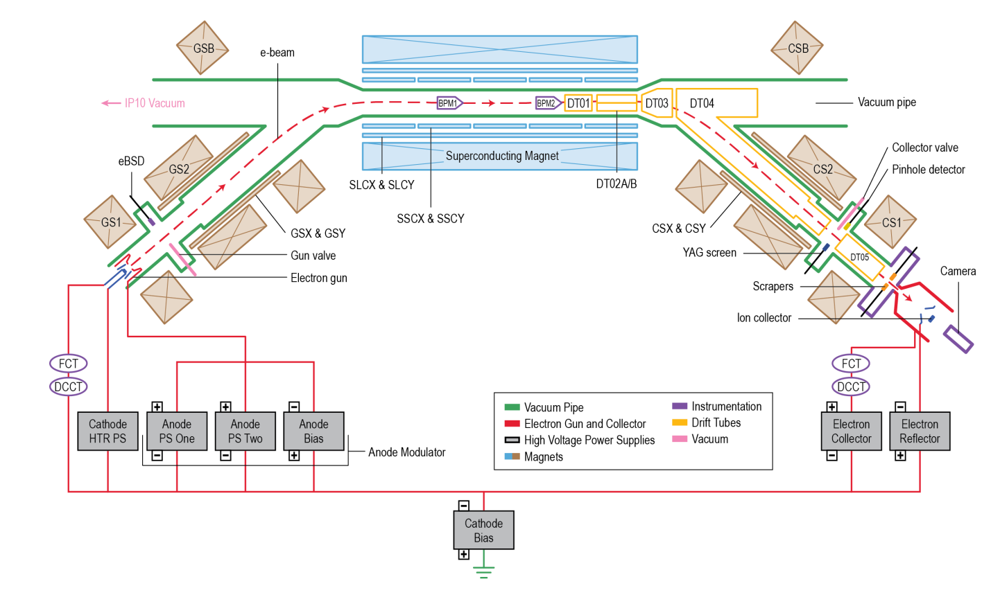 GSB
CSB
e-beam
IP10 Vacuum
BPM1
BPM2
DT01
DT03
DT04
Vacuum pipe
eBSD
GS2
Superconducting Magnet
CS2
Collector valve
Pinhole detector
SLCX & SLCY
DT02A/B
SSCX & SSCY
GS1
GSX & GSY
CSX & CSY
CS1
Gun valve
YAG screen
DT05
Electron gun
Scrapers
Camera
Ion collector
FCT
DCCT
FCT
DCCT
+
+
−
+
−
Cathode
HTR PS
Anode
PS One
Anode
PS Two
Anode
Bias
Electron
Collector
Electron
Reflector
−
−
+
−
+
Anode Modulator
Vacuum Pipe
Electron Gun and Collector
High Voltage Power Supplies
Magnets
Instrumentation
Drift Tubes
Vacuum
−
Cathode
Bias
+